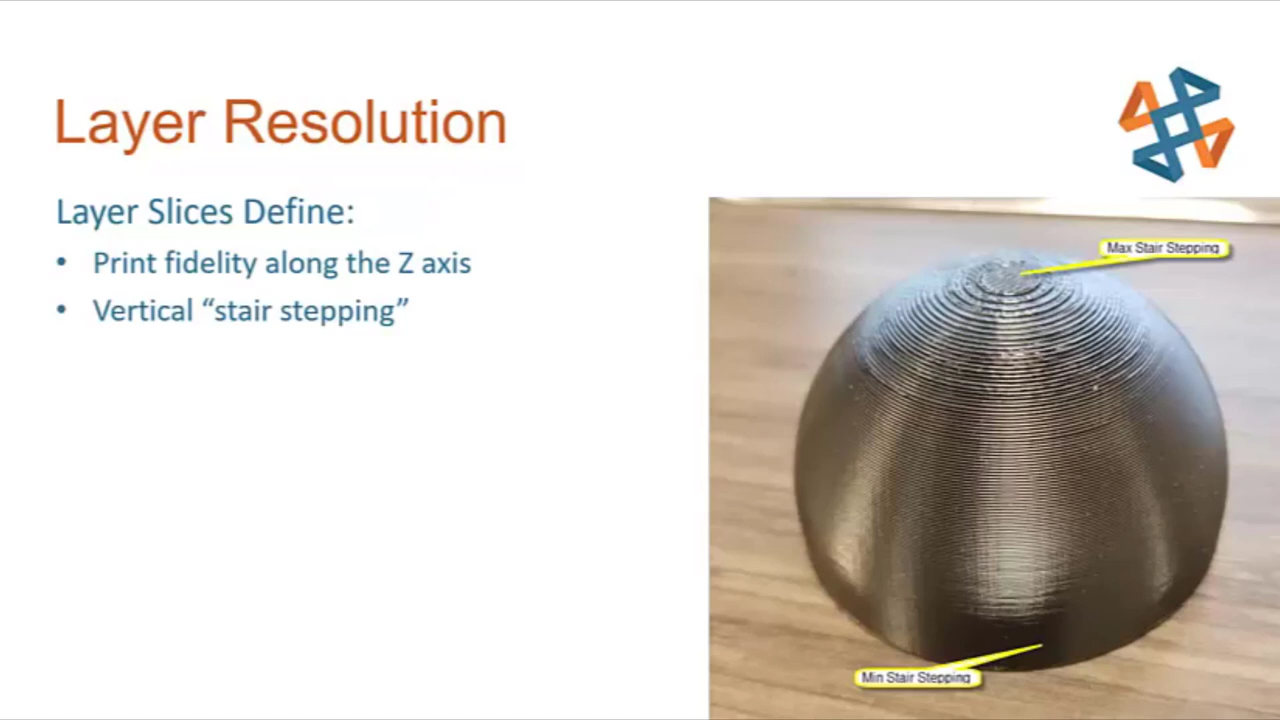 Layer Resolution
Layer Slices Define:
• Print fidelity along the Z axis
• Vertical “stair stepping”
Max Stair Stepping
Min Stair Stepping